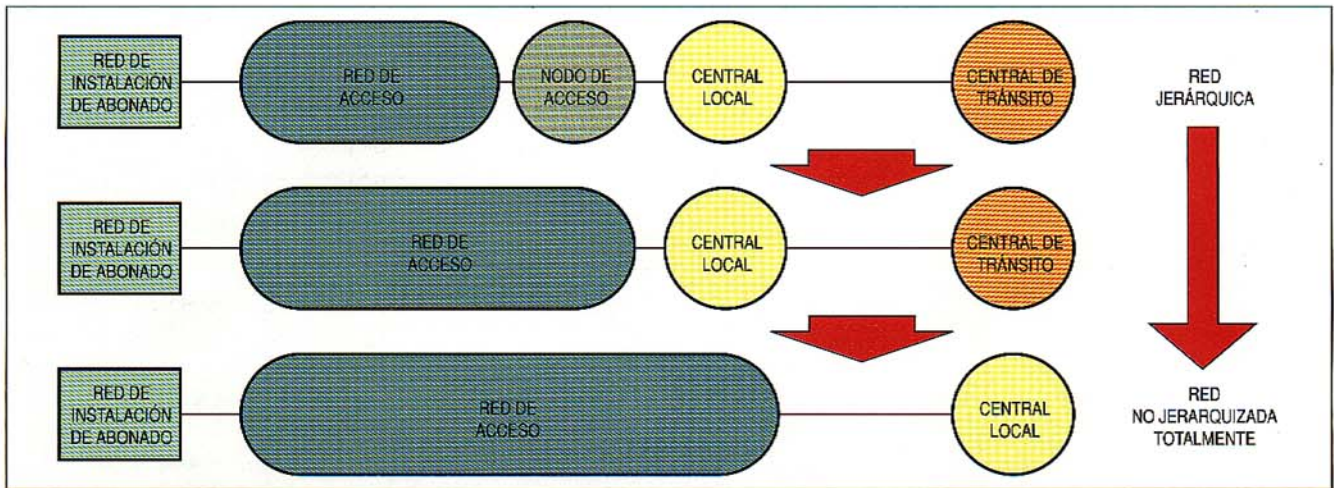 RED DE
INSTALACIÓN
DE ABONADO
RED DE
ACCESO
NODO DE
ACCESO
CENTRAL
LOCAL
CENTRAL DE
TRÁNSITO
RED
JERÁRQUICA
RED DE
INSTALACIÓN
DE ABONADO
RED DE
ACCESO
CENTRAL
LOCAL
CENTRAL DE
TRÁNSITO
RED DE
INSTALACIÓN
DE ABONADO
RED DE
ACCESO
CENTRAL
LOCAL
RED
NO JERARQUIZADA
TOTALMENTE